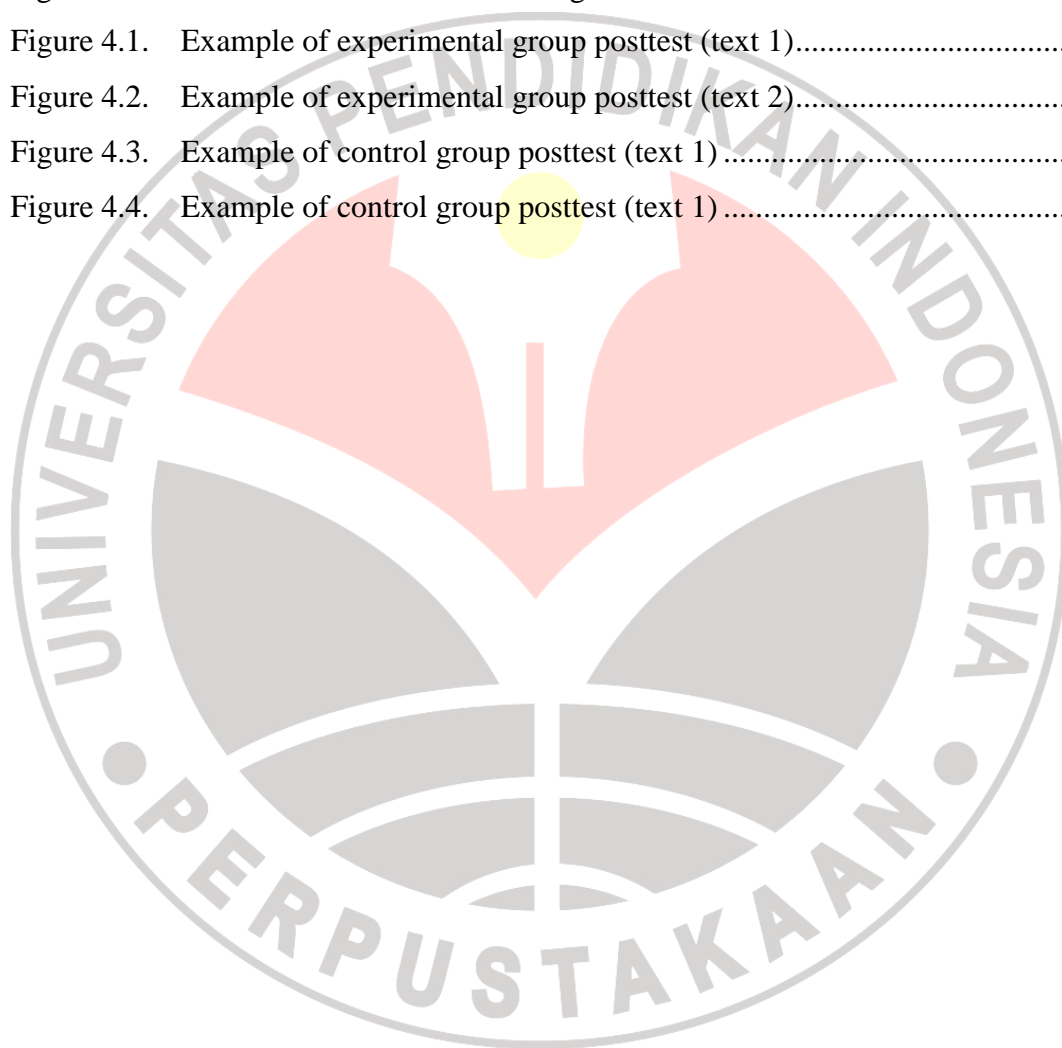 Figure 4.1. Example of experimental group posttest (text 1)...................................
Figure 4.2. Example of experimental group posttest (text 2)...................................
Figure 4.3. Example of control group posttest (text 1) ............................................
Figure 4.4. Example of control group posttest (text 1) ............................................
UNIVERSITAS PENDIDIKAN INDONESIA
PERPUSTAKAAN